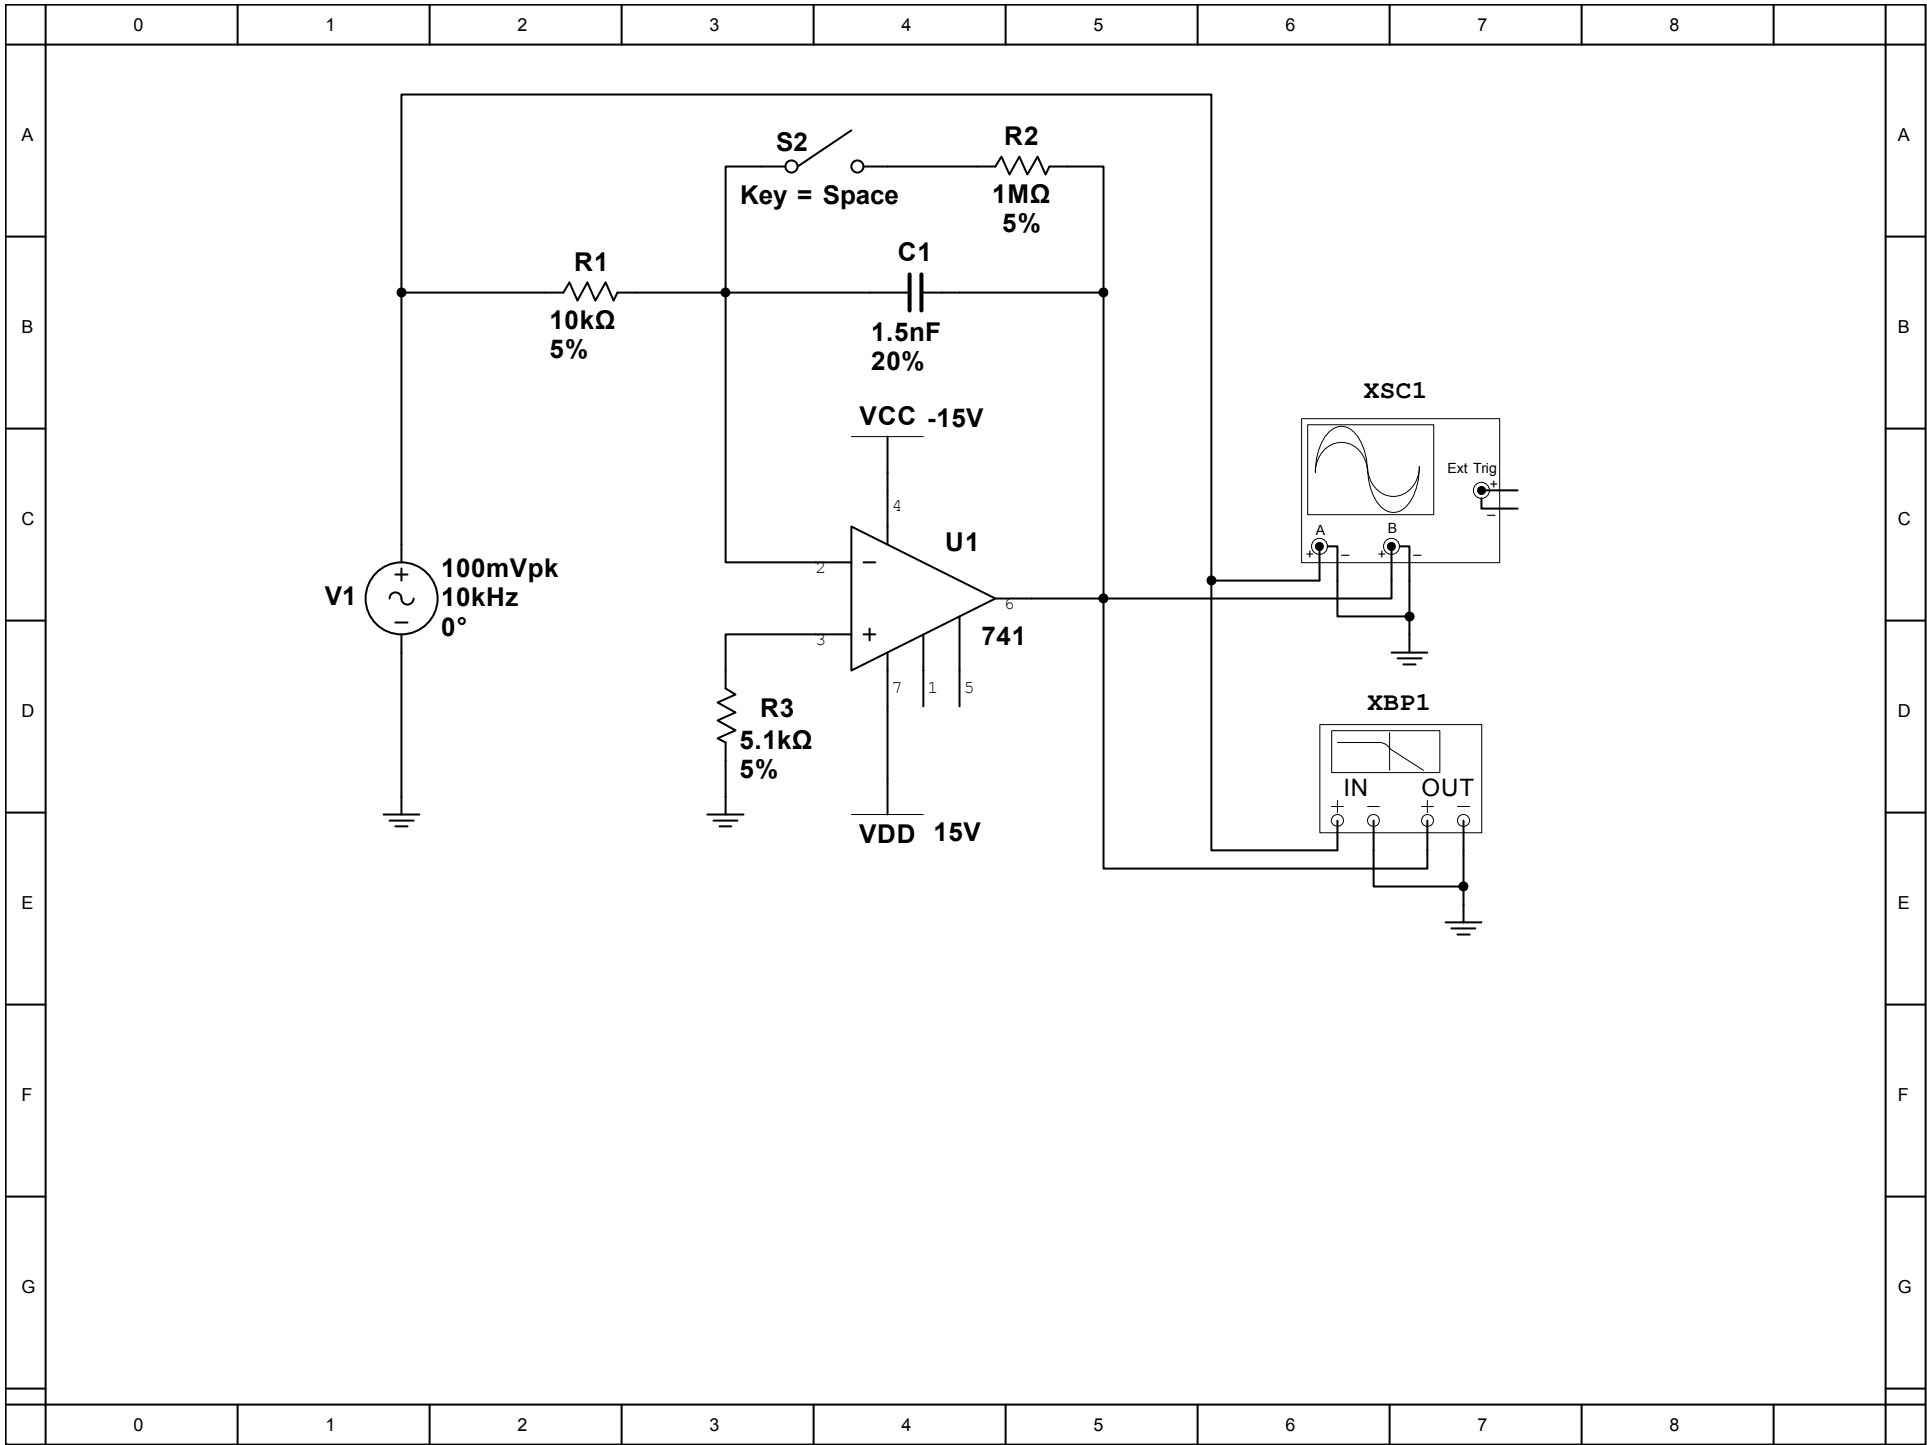 0 1 2 3 4 5 6 7 8
A A
S2
R2
Key = Space
1MΩ
5%
C1
R1
B B
10kΩ
5%
1.5nF
20%
XSC1
VCC -15V
Ext Trig
+
−
C C
4
A B
+ − + −
U1
2 −
V1
+
−
100mVpk
10kHz
0°
6
3 +
741
7 1 5
D D
R3
5.1kΩ
5%
XBP1
IN OUT
+ − + −
VDD 15V
E E
F F
G G
0 1 2 3 4 5 6 7 8